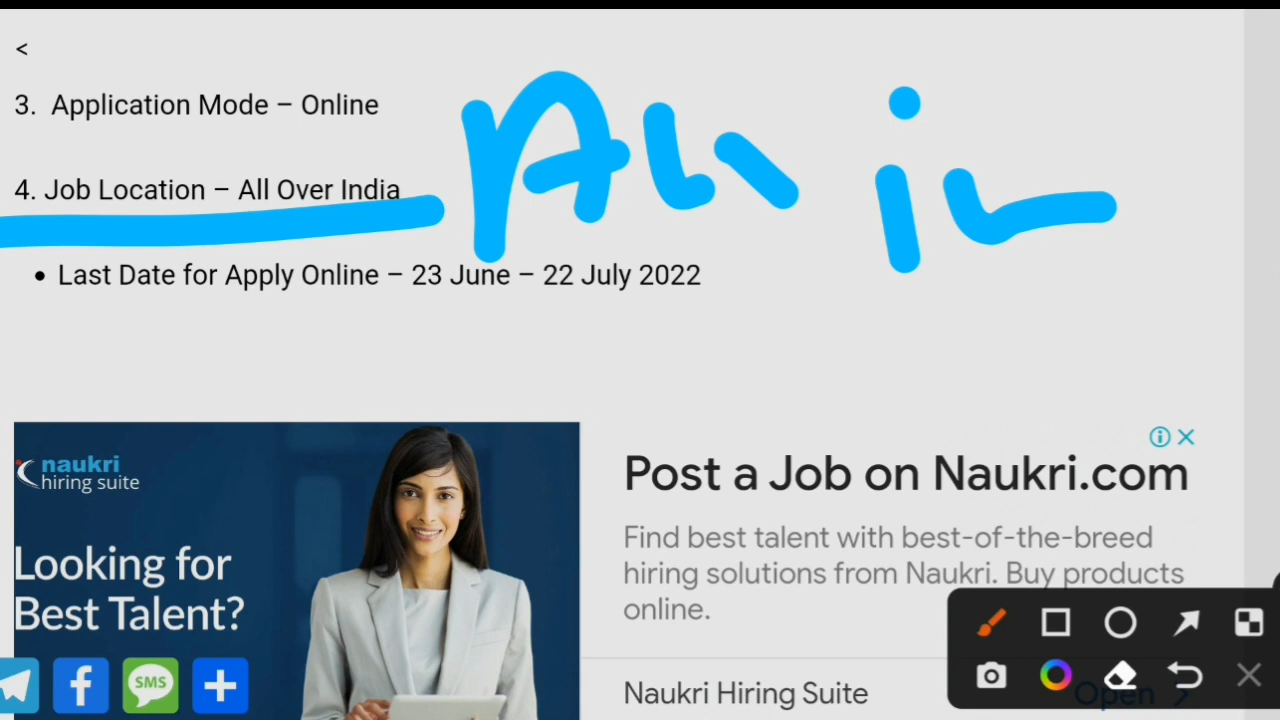 <
3. Application Mode – Online
4. Job Location – All Over India
• Last Date for Apply Online – 23 June – 22 July 2022
naukri
hiring suite
Looking for
Best Talent?
SMS
Post a Job on Naukri.com
Find best talent with best-of-the-breed
hiring solutions from Naukri. Buy products
online.
Naukri Hiring Suite
Open